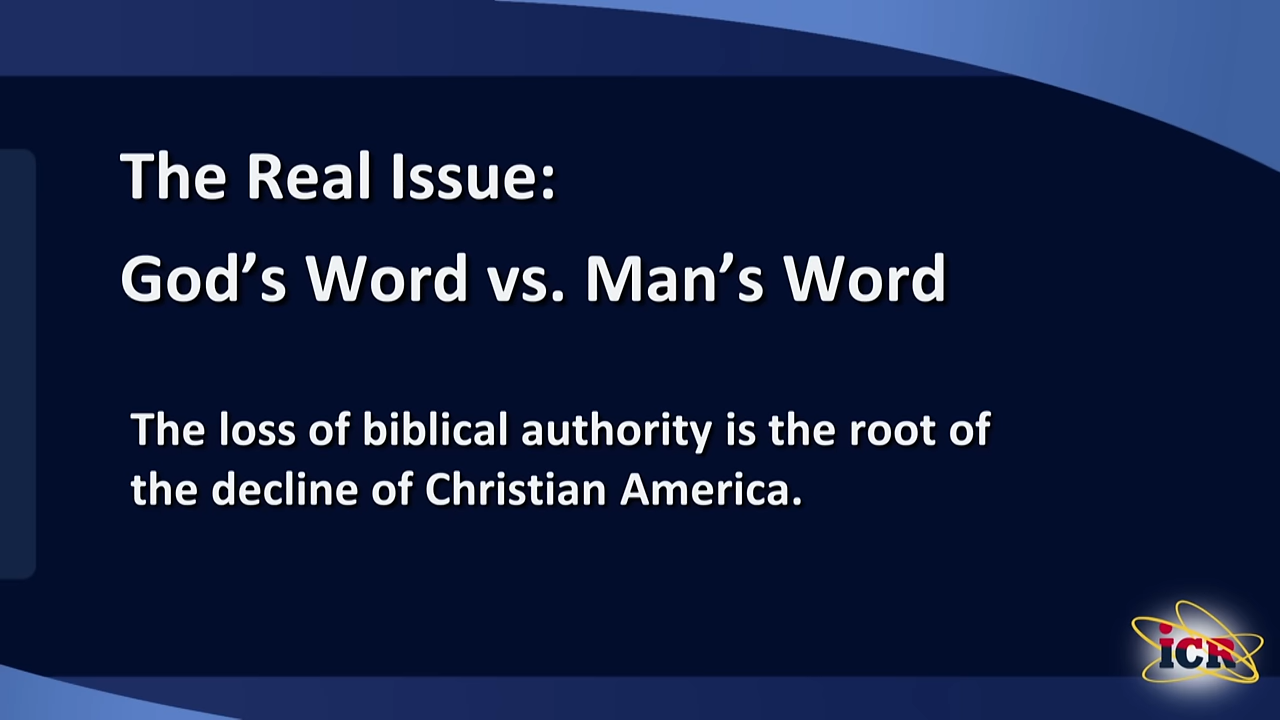 The Real Issue:
God’s Word vs. Man’s Word
The loss of biblical authority is the root of
the decline of Christian America.
iCR